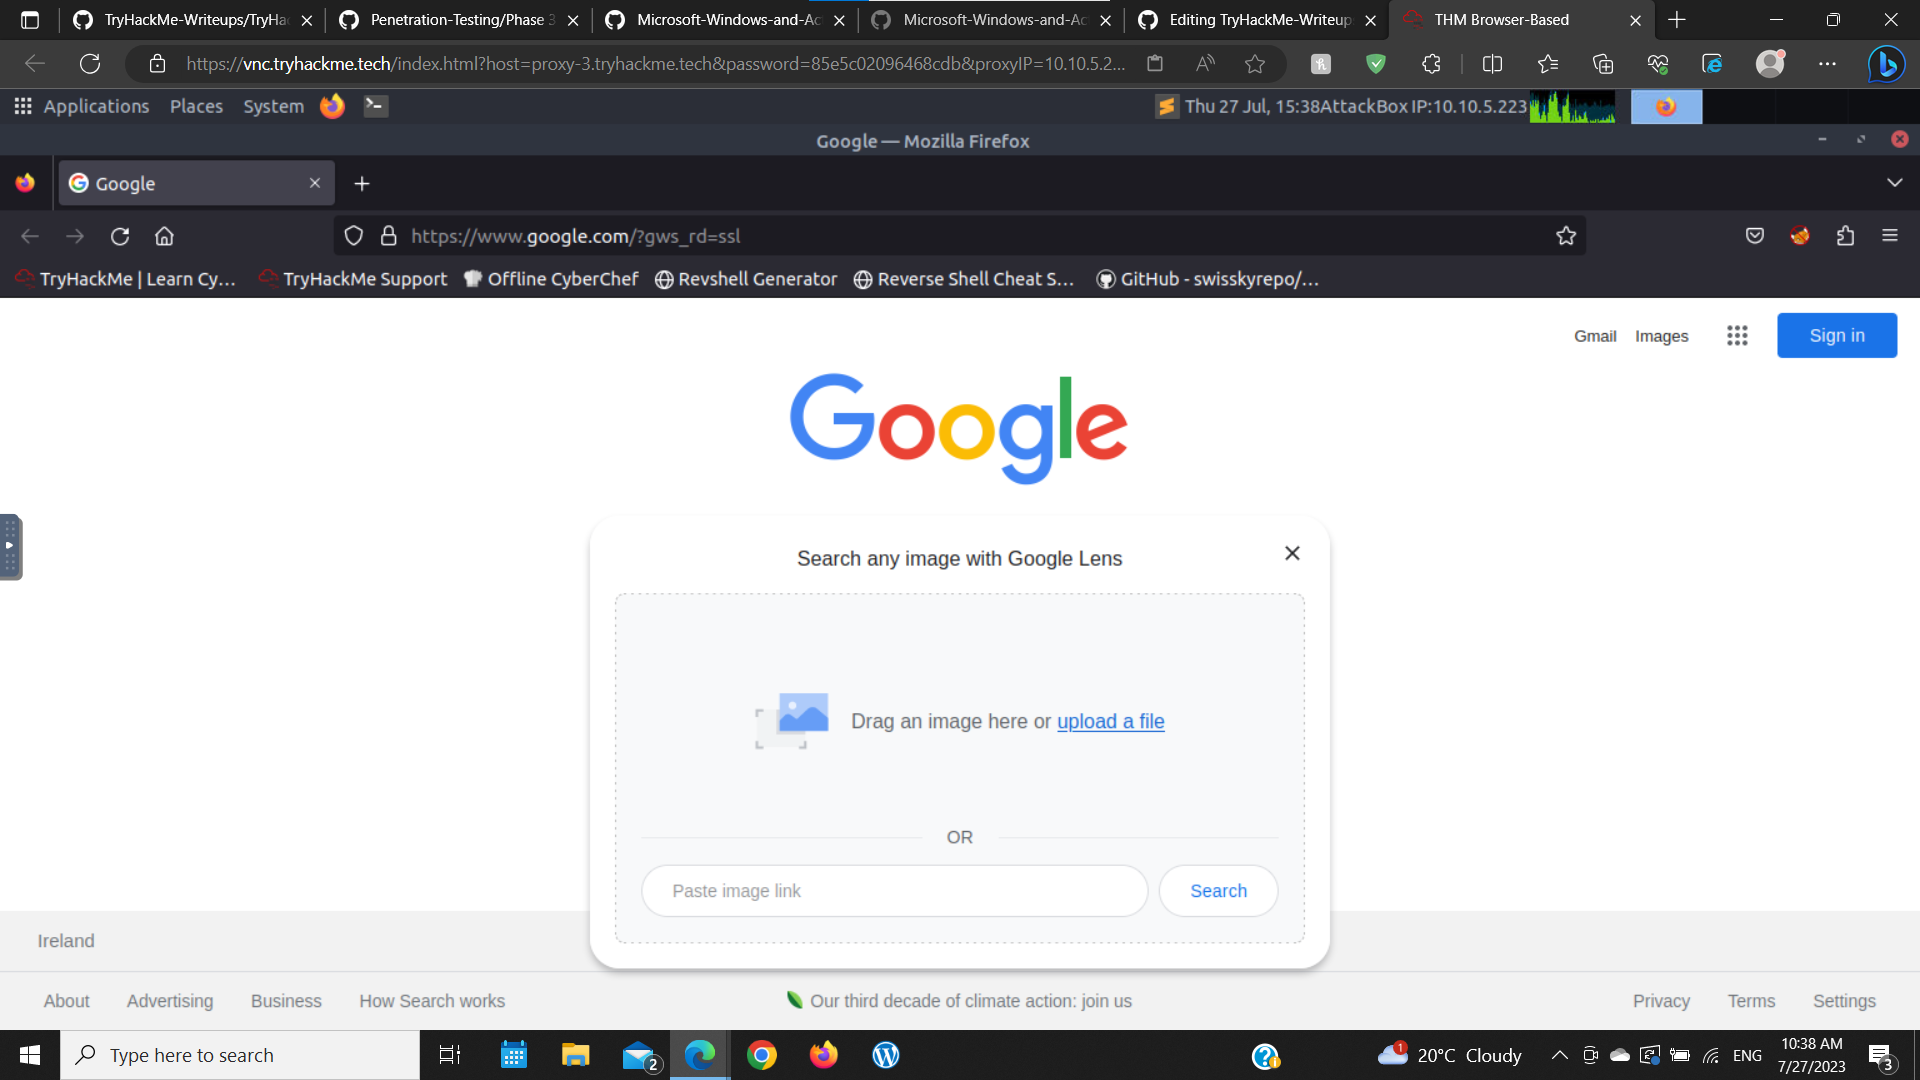 TryHackMe-Writeups/TryHa
Penetration-Testing/Phase 3
Microsoft-Windows-and-Ac
Microsoft-Windows-and-Ac
Editing TryHackMe-Writeup
THM Browser-Based
https://vnc.tryhackme.tech/index.html?host=proxy-3.tryhackme.tech&password=85e5c02096468cdb&proxyIP=10.10.5.2...
Applications Places System
Thu 27 Jul, 15:38 AttackBox IP:10.10.5.223
Google — Mozilla Firefox
Google
https://www.google.com/?gws_rd=ssl
TryHackMe | Learn Cy...
TryHackMe Support
Offline CyberChef
Revshell Generator
Reverse Shell Cheat S...
GitHub - swisskyrepo/...
Gmail Images Sign in
Google
Search any image with Google Lens
Drag an image here or upload a file
OR
Paste image link
Search
Ireland
About Advertising Business How Search works
Our third decade of climate action: join us
Privacy Terms Settings
Type here to search
2
1
20°C Cloudy
ENG
10:38 AM
7/27/2023
3